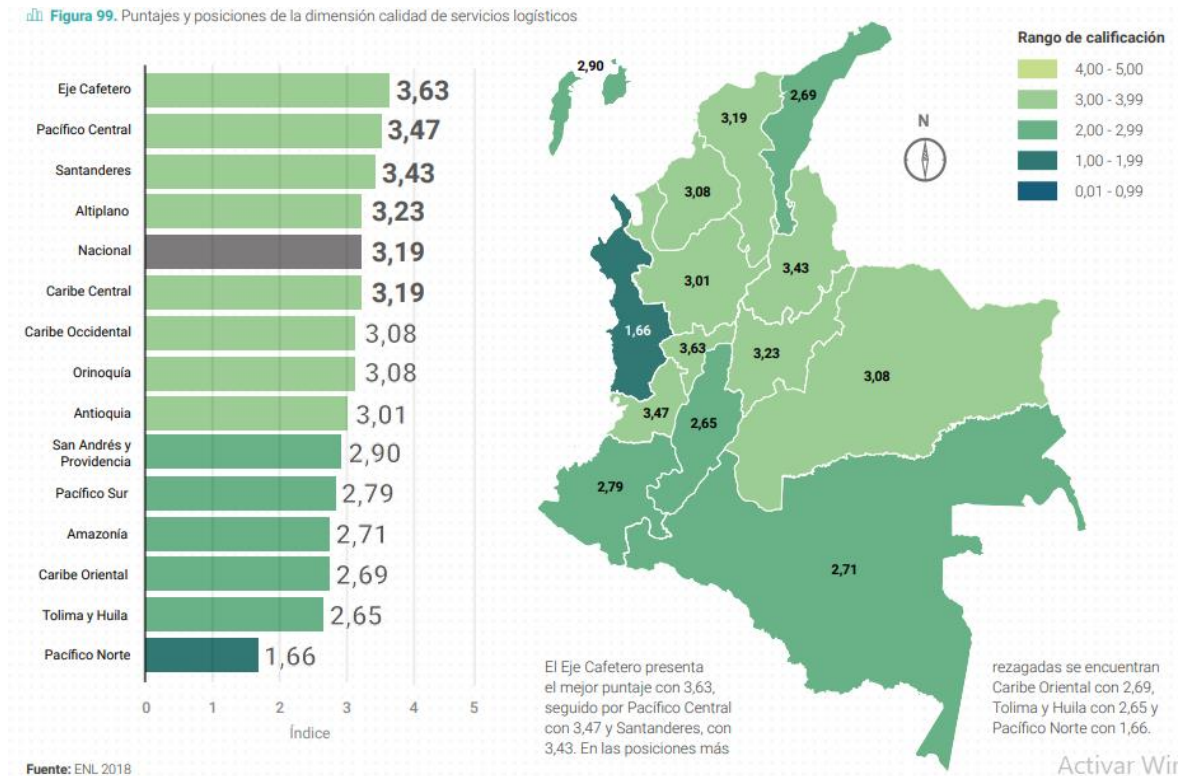 Figura 99. Puntajes y posiciones de la dimensión calidad de servicios logísticos
Eje Cafetero 3,63
Pacífico Central 3,47
Santanderes 3,43
Altiplano 3,23
Nacional 3,19
Caribe Central 3,19
Caribe Occidental 3,08
Orinoquía 3,08
Antioquia 3,01
San Andrés y
Providencia 2,90
Pacífico Sur 2,79
Amazonía 2,71
Caribe Oriental 2,69
Tolima y Huila 2,65
Pacífico Norte 1,66
0 1 2 3 4 5
Índice
Fuente: ENL 2018
2,90
2,69
3,19
3,08
3,43
3,01
1,66
3,63
3,23
3,08
3,47
2,65
2,79
2,71
N
Rango de calificación
4,00 - 5,00
3,00 - 3,99
2,00 - 2,99
1,00 - 1,99
0,01 - 0,99
El Eje Cafetero presenta
el mejor puntaje con 3,63,
seguido por Pacífico Central
con 3,47 y Santanderes, con
3,43. En las posiciones más
rezagadas se encuentran
Caribe Oriental con 2,69,
Tolima y Huila con 2,65 y
Pacífico Norte con 1,66.
Activar Win